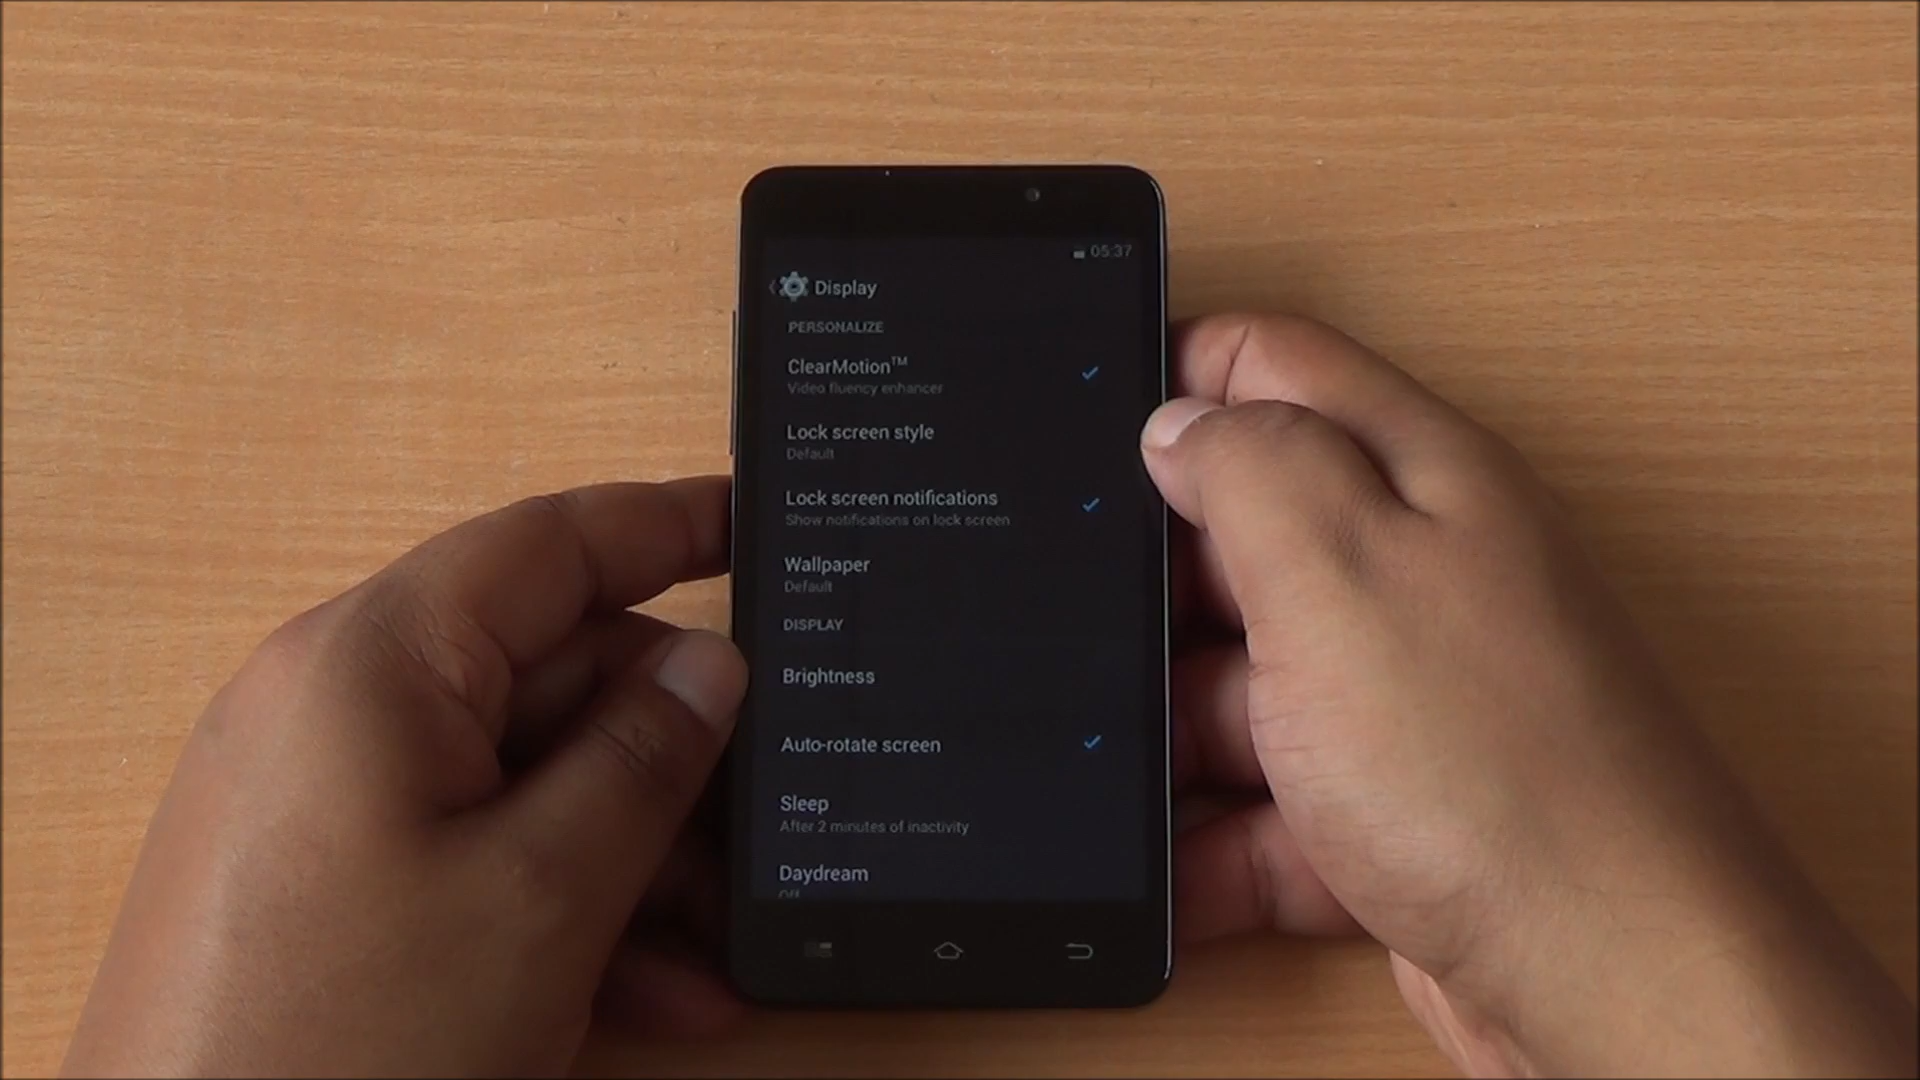 05:37
Display
PERSONALIZE
ClearMotion™
Video fluency enhancer
Lock screen style
Default
Lock screen notifications
Show notifications on lock screen
Wallpaper
Default
DISPLAY
Brightness
Auto-rotate screen
Sleep
After 2 minutes of inactivity
Daydream
Off